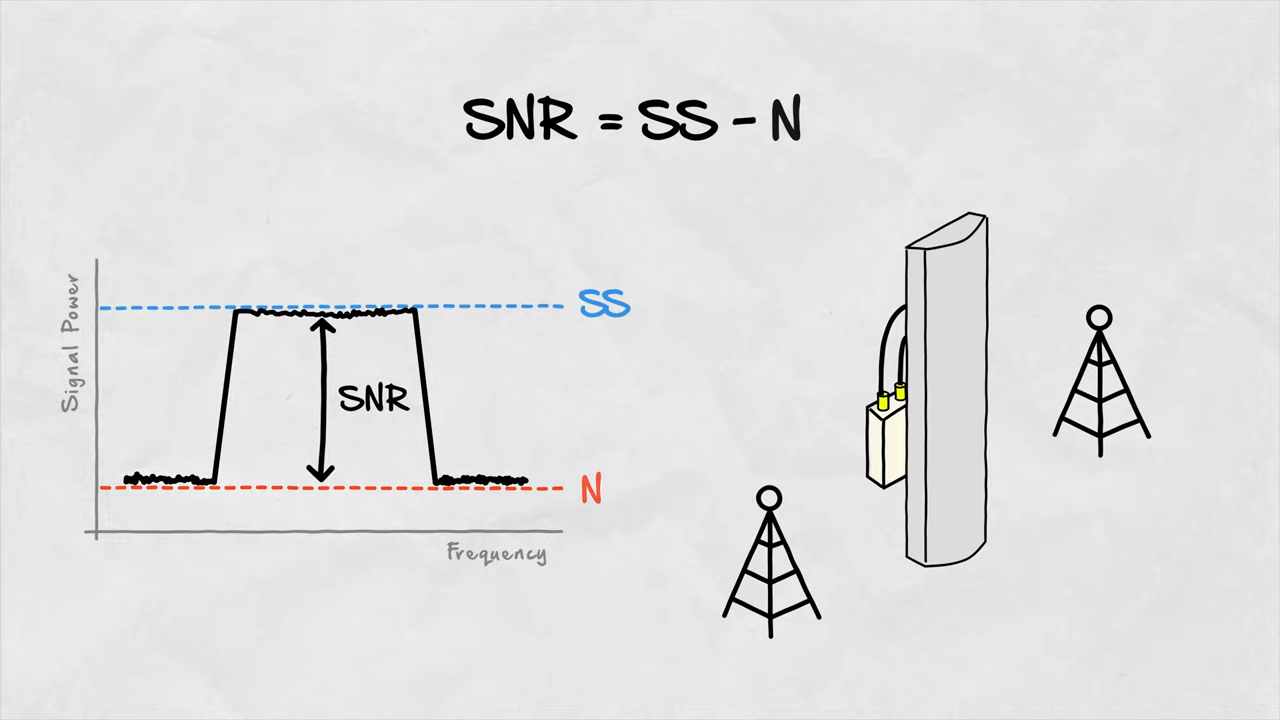 SNR = SS - N
Signal Power
SS
SNR
N
Frequency